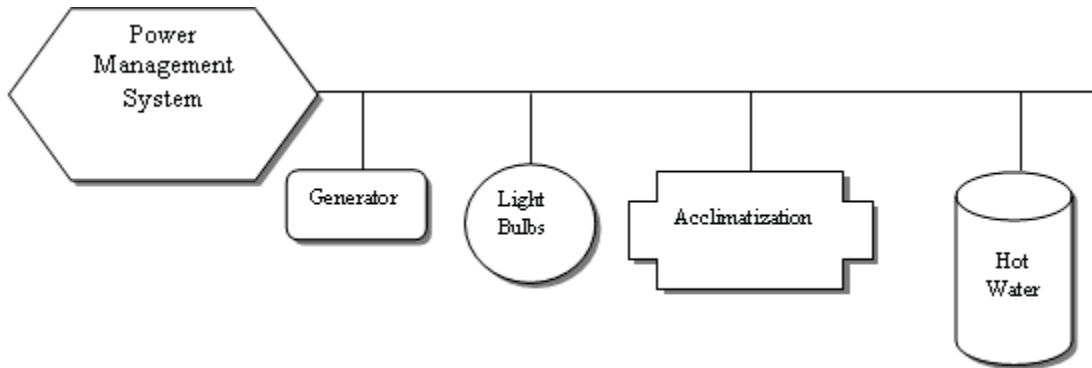 Power
Management
System
Generator
Light
Bulbs
Acclimatization
Hot
Water